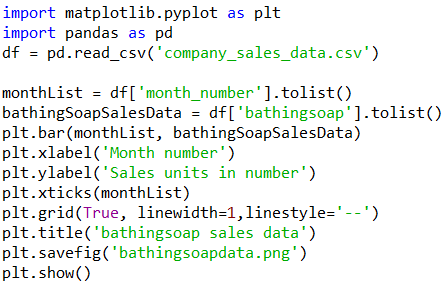 import matplotlib.pyplot as plt
import pandas as pd
df = pd.read_csv('company_sales_data.csv')
monthList = df['month_number'].tolist()
bathingSoapSalesData = df['bathingsoap'].tolist()
plt.bar(monthList, bathingSoapSalesData)
plt.xlabel('Month number')
plt.ylabel('Sales units in number')
plt.xticks(monthList)
plt.grid(True, linewidth=1,linestyle='--')
plt.title('bathingsoap sales data')
plt.savefig('bathingsoapdata.png')
plt.show()